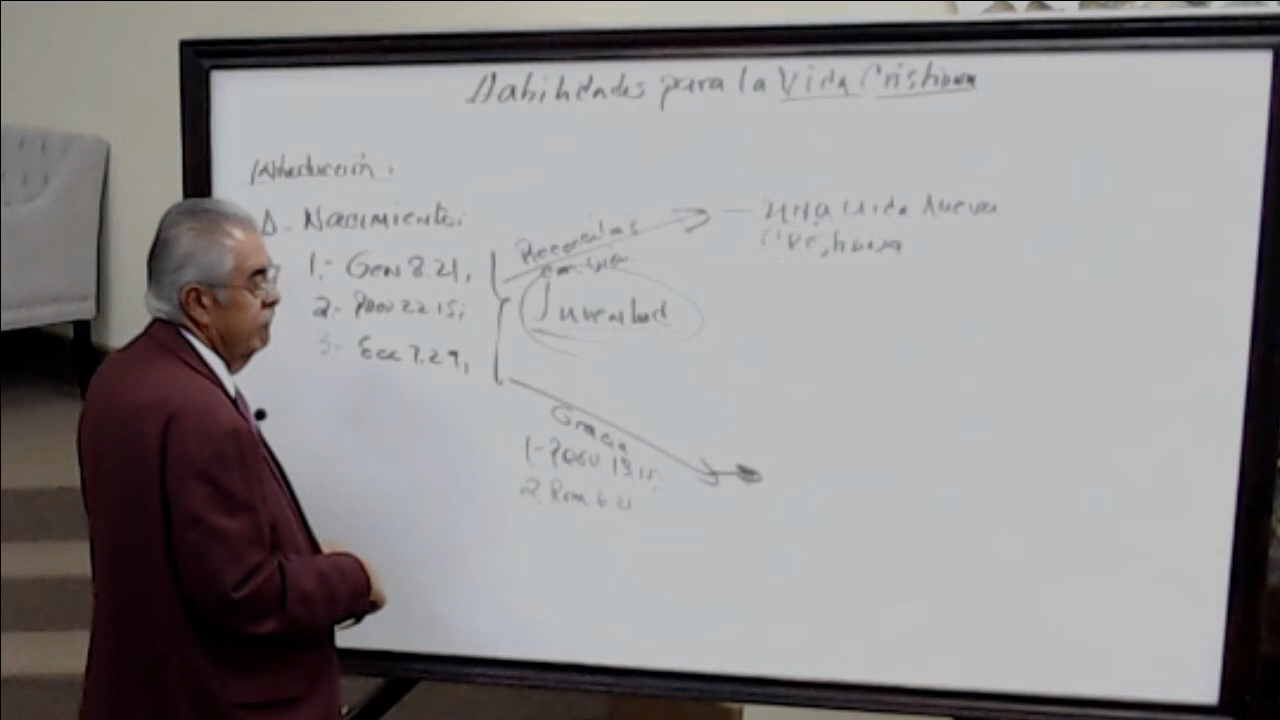 Habilidades para la Vida Cristiana
Introducción:
A. Nacimiento:
1.- Gen 8.21,
2- Prov 22.15;
3- Ecc 7.29,
Juventud
- una vida nueva
Cristiana
Gracia
1- Prov. 13.15;
2. Rom 6.21